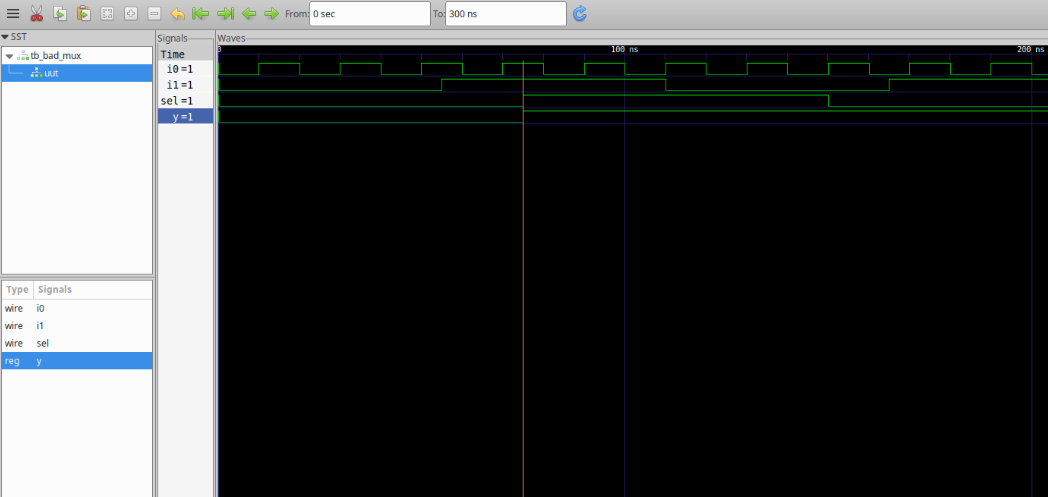 From: 0 sec To: 300 ns
SST
tb_bad_mux
uut
Type Signals
wire i0
wire i1
wire sel
reg y
Signals
Time
i0 =1
i1 =1
sel =1
y =1
Waves
0 100 ns 200 ns